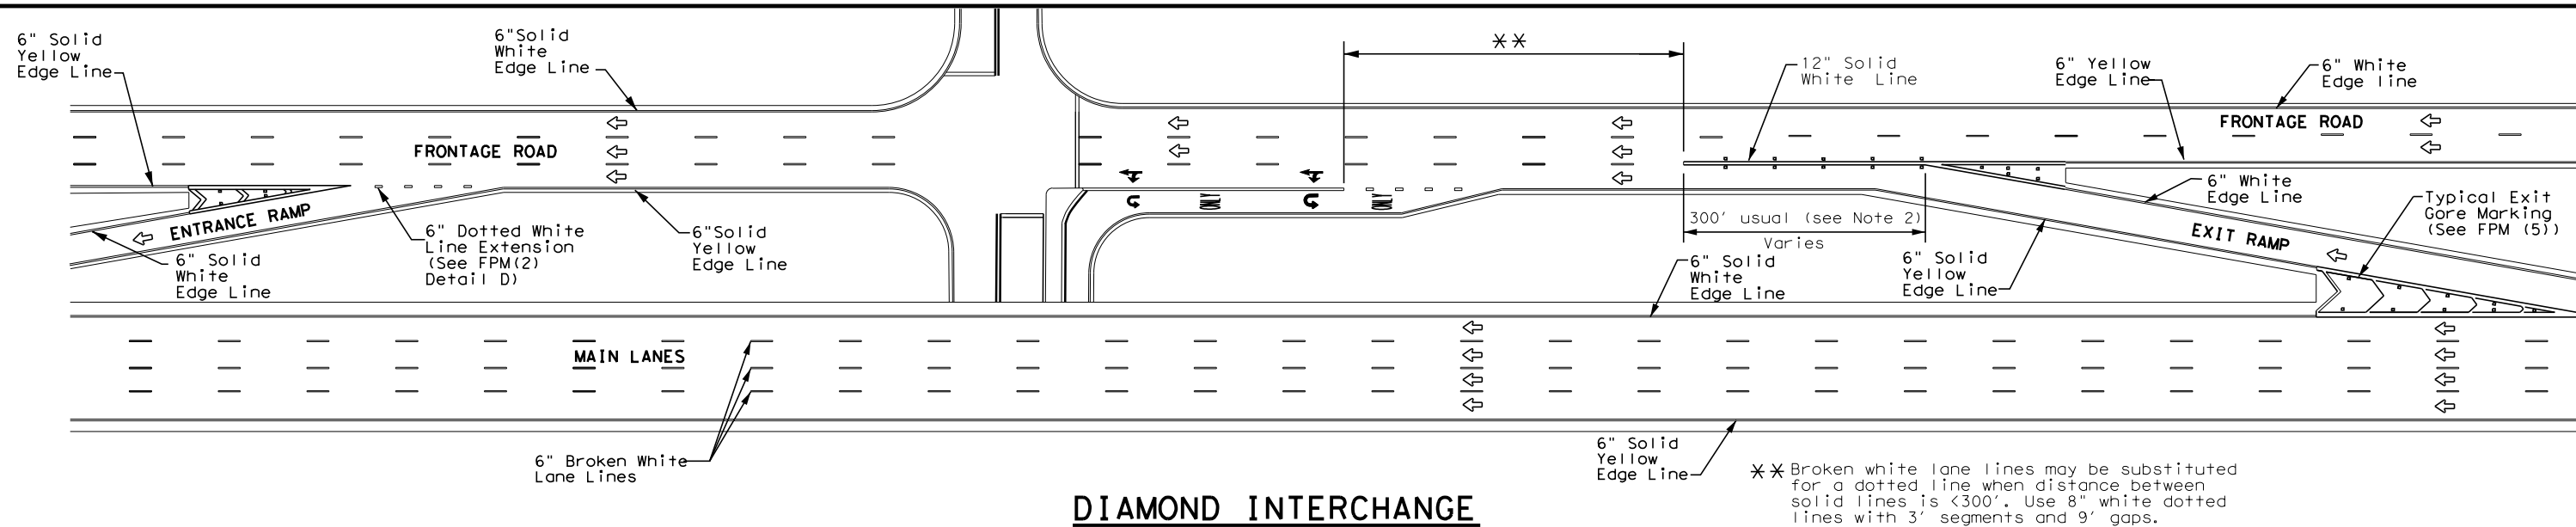 6" Solid
Yellow
Edge Line
6"Solid
White
Edge Line
**
12" Solid
White Line
6" Yellow
Edge Line
6" White
Edge line
FRONTAGE ROAD
FRONTAGE ROAD
ENTRANCE RAMP
6" Solid
White
Edge Line
6" Dotted White
Line Extension
(See FPM(2)
Detail D)
6"Solid
Yellow
Edge Line
ONLY
ONLY
300' usual (see Note 2)
Varies
6" White
Edge Line
Typical Exit
Gore Marking
(See FPM (5))
EXIT RAMP
6" Solid
White
Edge Line
6" Solid
Yellow
Edge Line
MAIN LANES
6" Broken White
Lane Lines
6" Solid
Yellow
Edge Line
** Broken white lane lines may be substituted
for a dotted line when distance between
solid lines is <300'. Use 8" white dotted
lines with 3' segments and 9' gaps.
DIAMOND INTERCHANGE